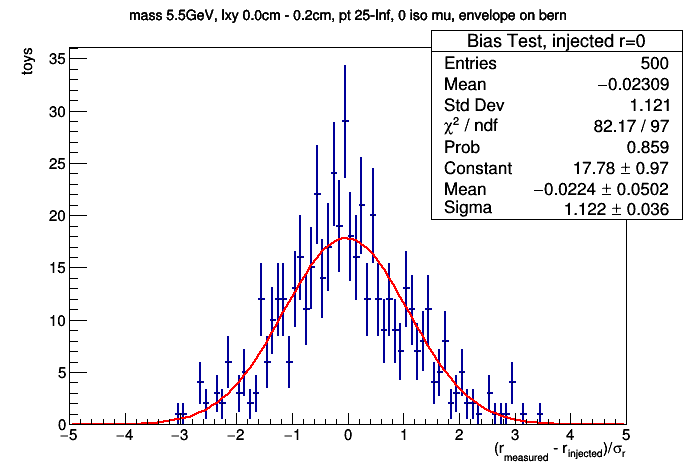 mass 5.5GeV, lxy 0.0cm - 0.2cm, pt 25-Inf, 0 iso mu, envelope on bern
Bias Test, injected r=0
Entries 500
Mean −0.02309
Std Dev 1.121
χ² / ndf 82.17 / 97
Prob 0.859
Constant 17.78 ± 0.97
Mean −0.0224 ± 0.0502
Sigma 1.122 ± 0.036
toys
35
30
25
20
15
10
5
0
−5 −4 −3 −2 −1 0 1 2 3 4 5
(r_measured - r_injected)/σ_r